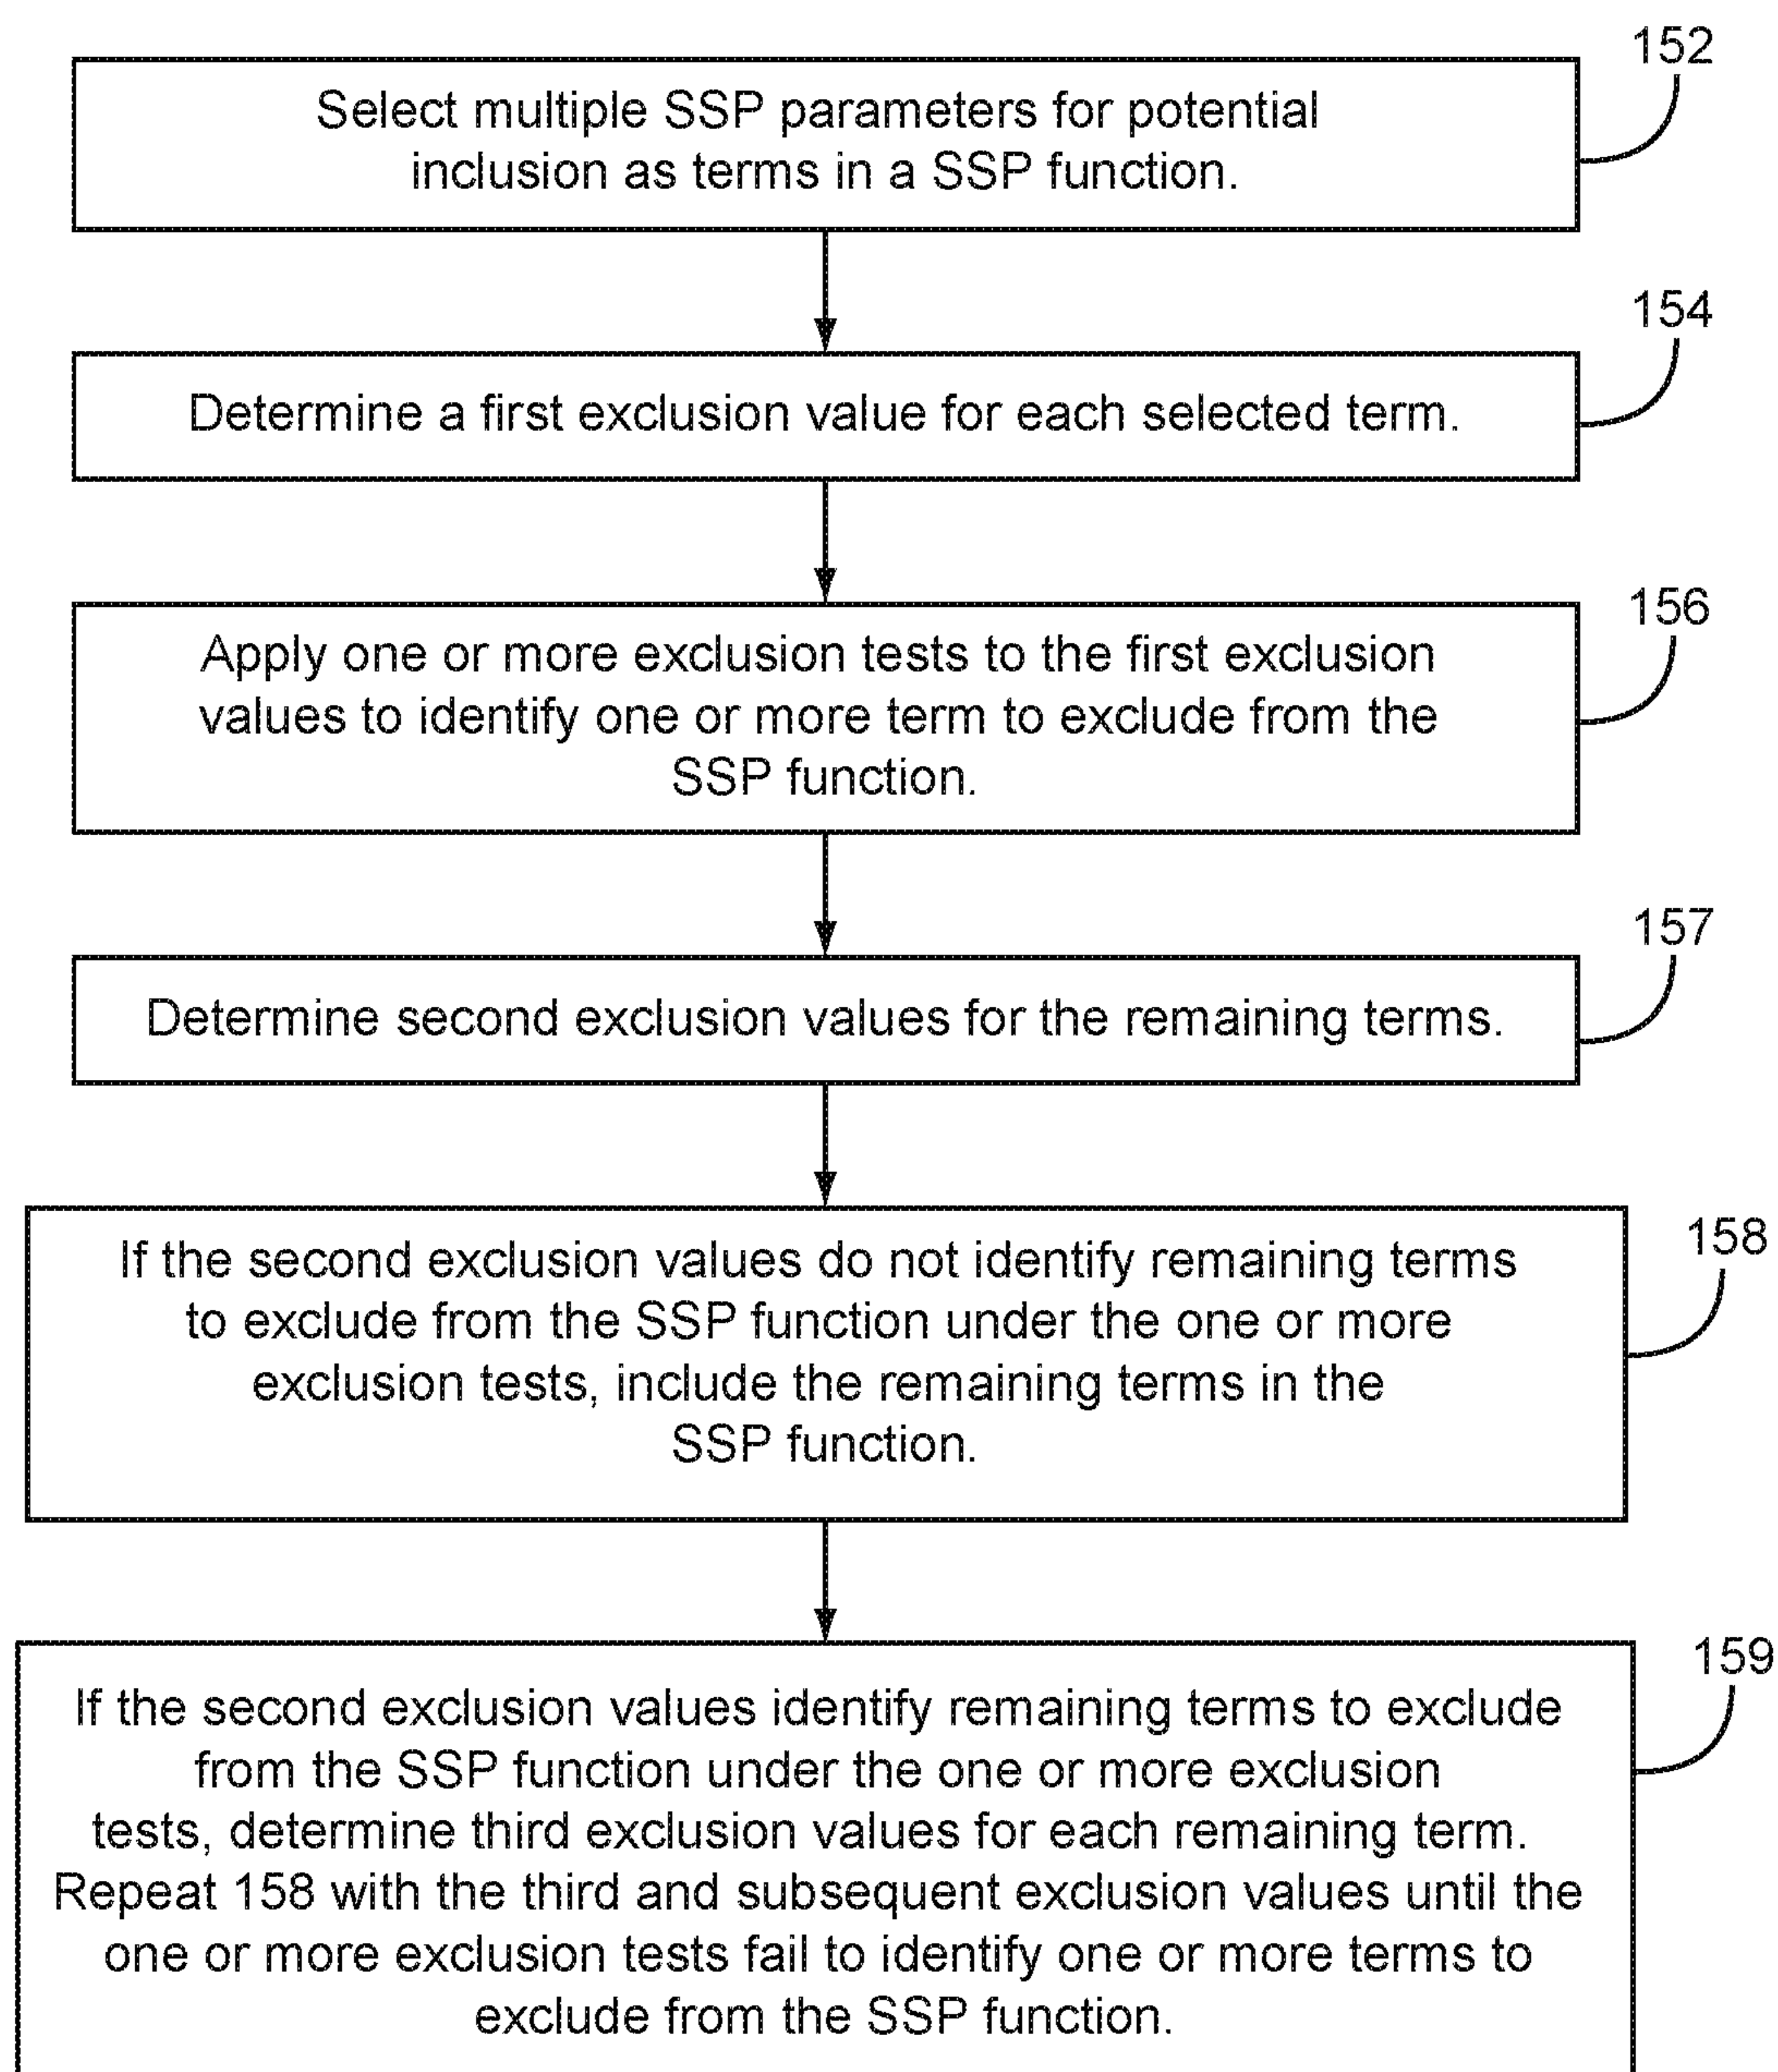 152
Select multiple SSP parameters for potential
inclusion as terms in a SSP function.
154
Determine a first exclusion value for each selected term.
156
Apply one or more exclusion tests to the first exclusion
values to identify one or more term to exclude from the
SSP function.
157
Determine second exclusion values for the remaining terms.
158
If the second exclusion values do not identify remaining terms
to exclude from the SSP function under the one or more
exclusion tests, include the remaining terms in the
SSP function.
159
If the second exclusion values identify remaining terms to exclude
from the SSP function under the one or more exclusion
tests, determine third exclusion values for each remaining term.
Repeat 158 with the third and subsequent exclusion values until the
one or more exclusion tests fail to identify one or more terms to
exclude from the SSP function.